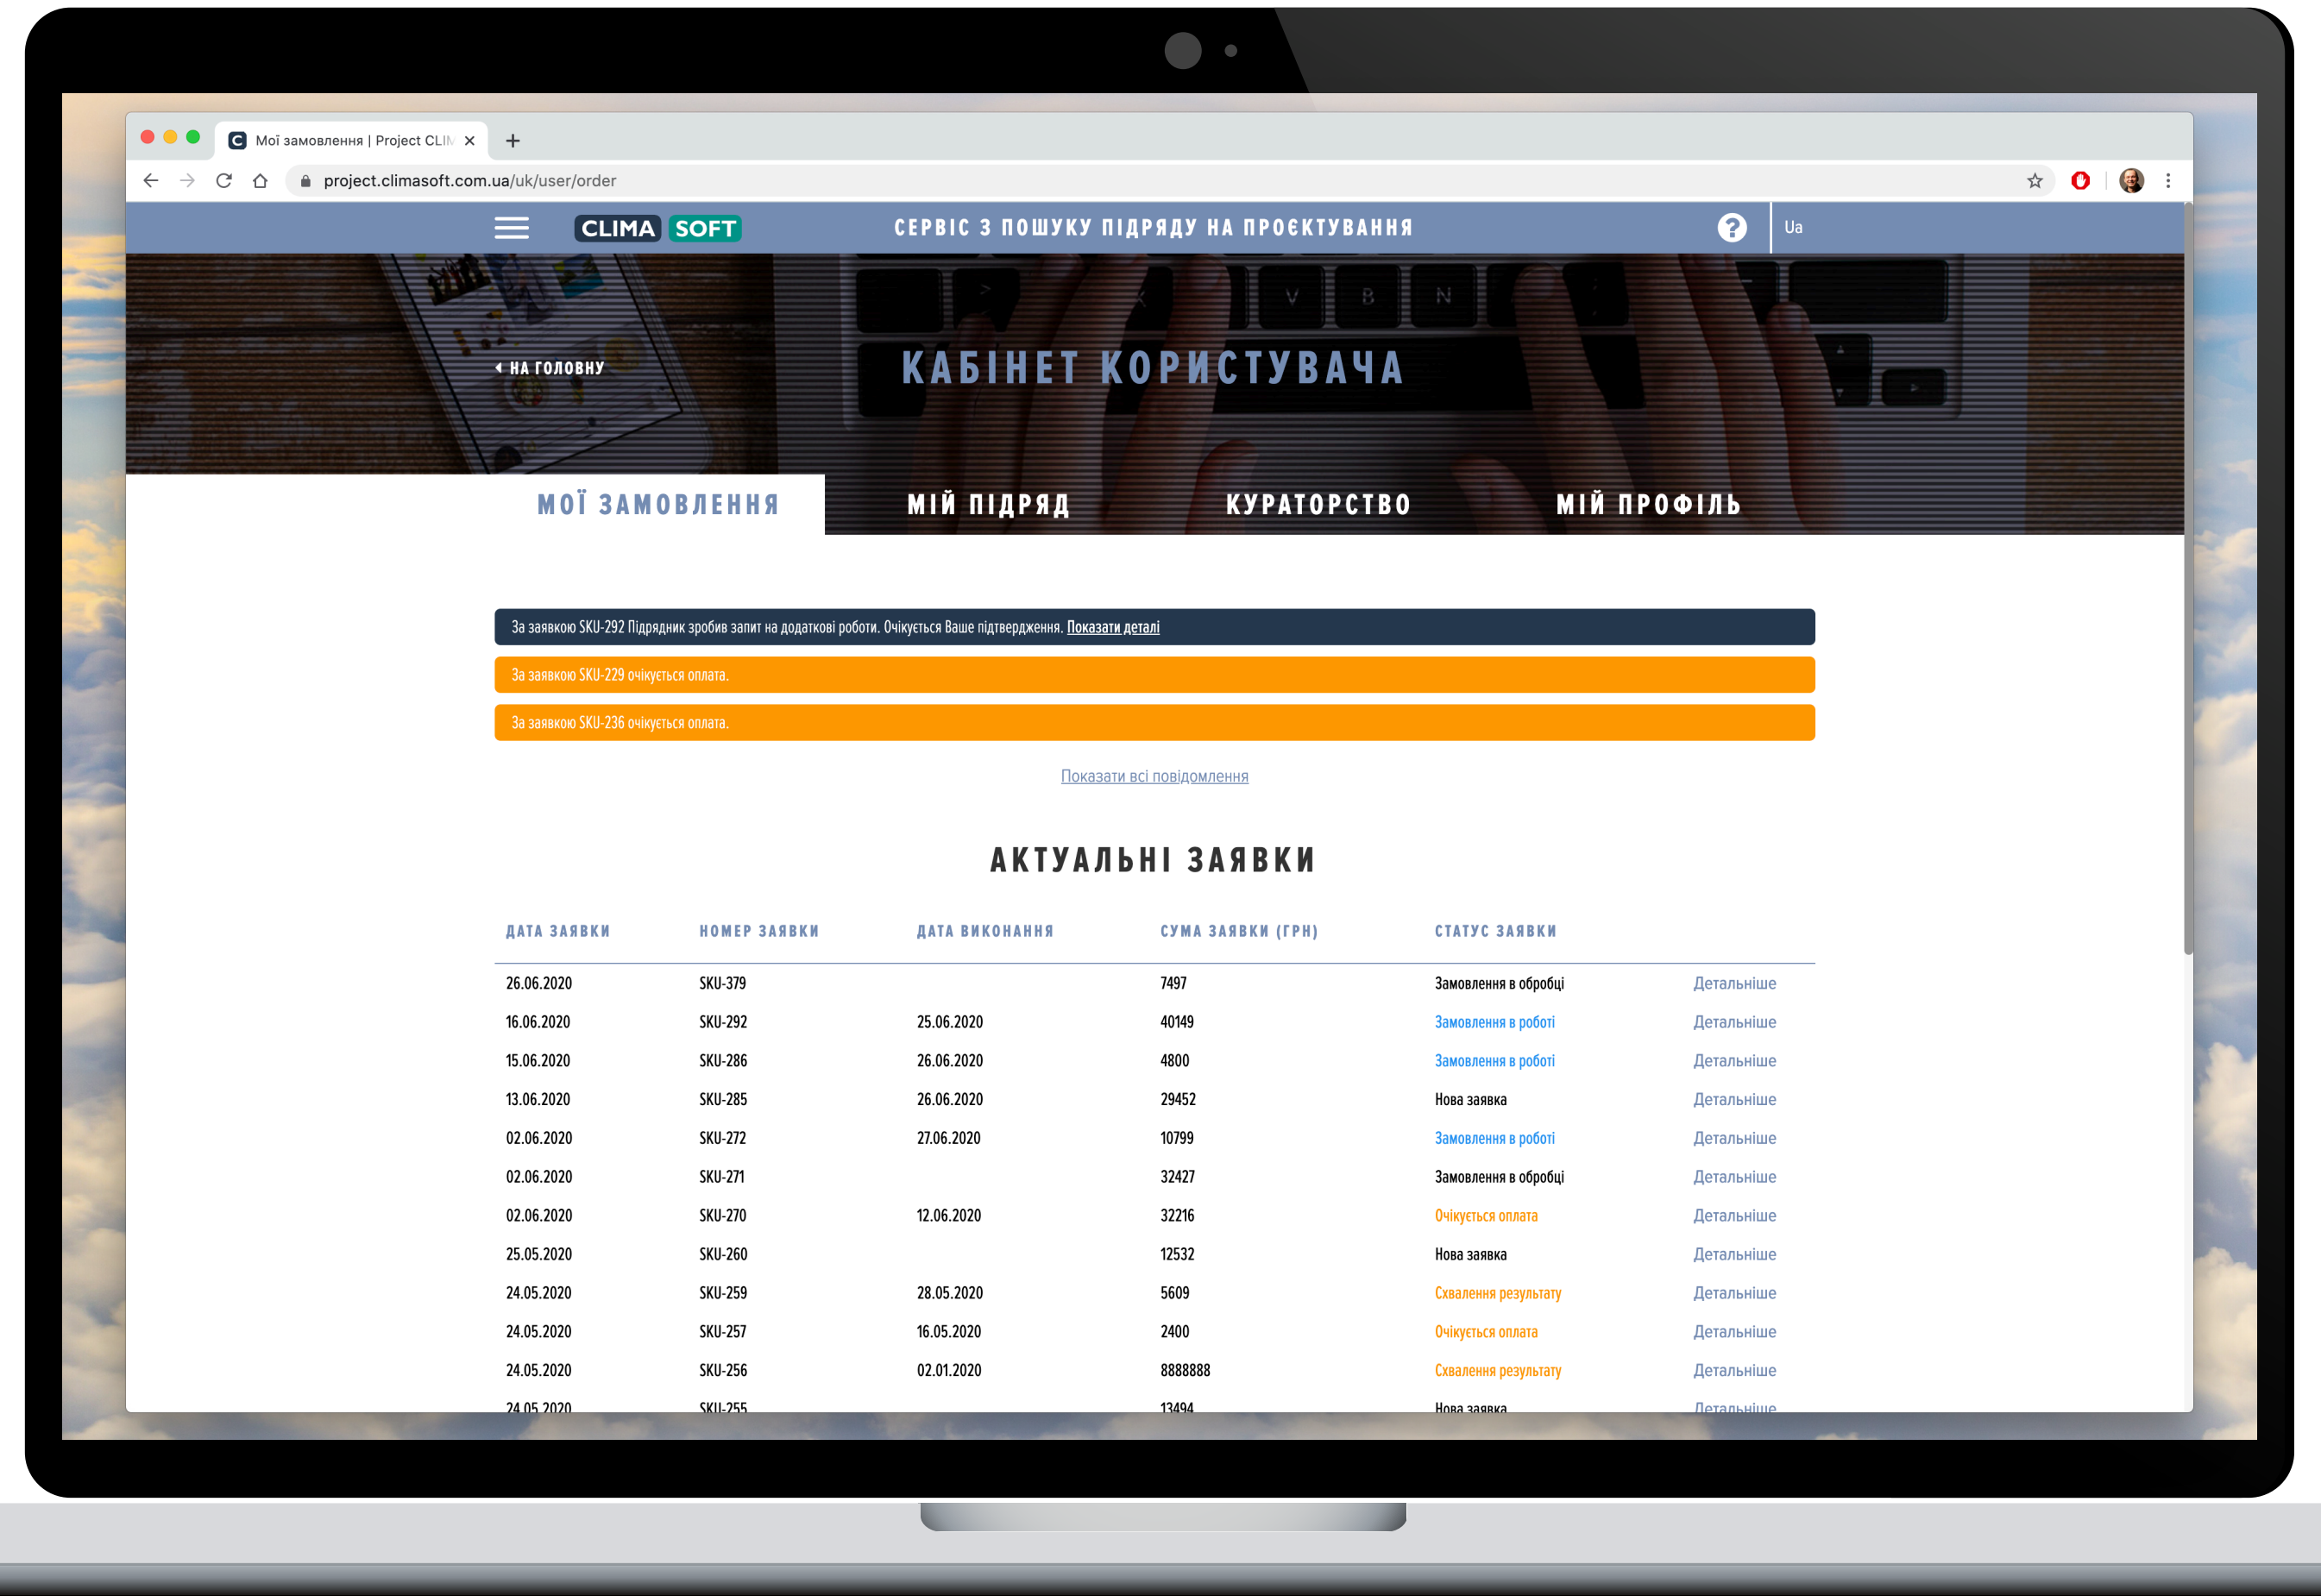 Мої замовлення | Project CLIM
project.climasoft.com.ua/uk/user/order
CLIMA SOFT
СЕРВІС З ПОШУКУ ПІДРЯДУ НА ПРОЄКТУВАННЯ
?
Ua
V B N
НА ГОЛОВНУ
КАБІНЕТ КОРИСТУВАЧА
МОЇ ЗАМОВЛЕННЯ МІЙ ПІДРЯД КУРАТОРСТВО МІЙ ПРОФІЛЬ
За заявкою SKU-292 Підрядник зробив запит на додаткові роботи. Очікується Ваше підтвердження. Показати деталі
За заявкою SKU-229 очікується оплата.
За заявкою SKU-236 очікується оплата.
Показати всі повідомлення
АКТУАЛЬНІ ЗАЯВКИ
ДАТА ЗАЯВКИ НОМЕР ЗАЯВКИ ДАТА ВИКОНАННЯ СУМА ЗАЯВКИ (ГРН) СТАТУС ЗАЯВКИ
26.06.2020 SKU-379 7497 Замовлення в обробці Детальніше
16.06.2020 SKU-292 25.06.2020 40149 Замовлення в роботі Детальніше
15.06.2020 SKU-286 26.06.2020 4800 Замовлення в роботі Детальніше
13.06.2020 SKU-285 26.06.2020 29452 Нова заявка Детальніше
02.06.2020 SKU-272 27.06.2020 10799 Замовлення в роботі Детальніше
02.06.2020 SKU-271 32427 Замовлення в обробці Детальніше
02.06.2020 SKU-270 12.06.2020 32216 Очікується оплата Детальніше
25.05.2020 SKU-260 12532 Нова заявка Детальніше
24.05.2020 SKU-259 28.05.2020 5609 Схвалення результату Детальніше
24.05.2020 SKU-257 16.05.2020 2400 Очікується оплата Детальніше
24.05.2020 SKU-256 02.01.2020 8888888 Схвалення результату Детальніше
24.05.2020 SKU-255 13494 Нова заявка Детальніше